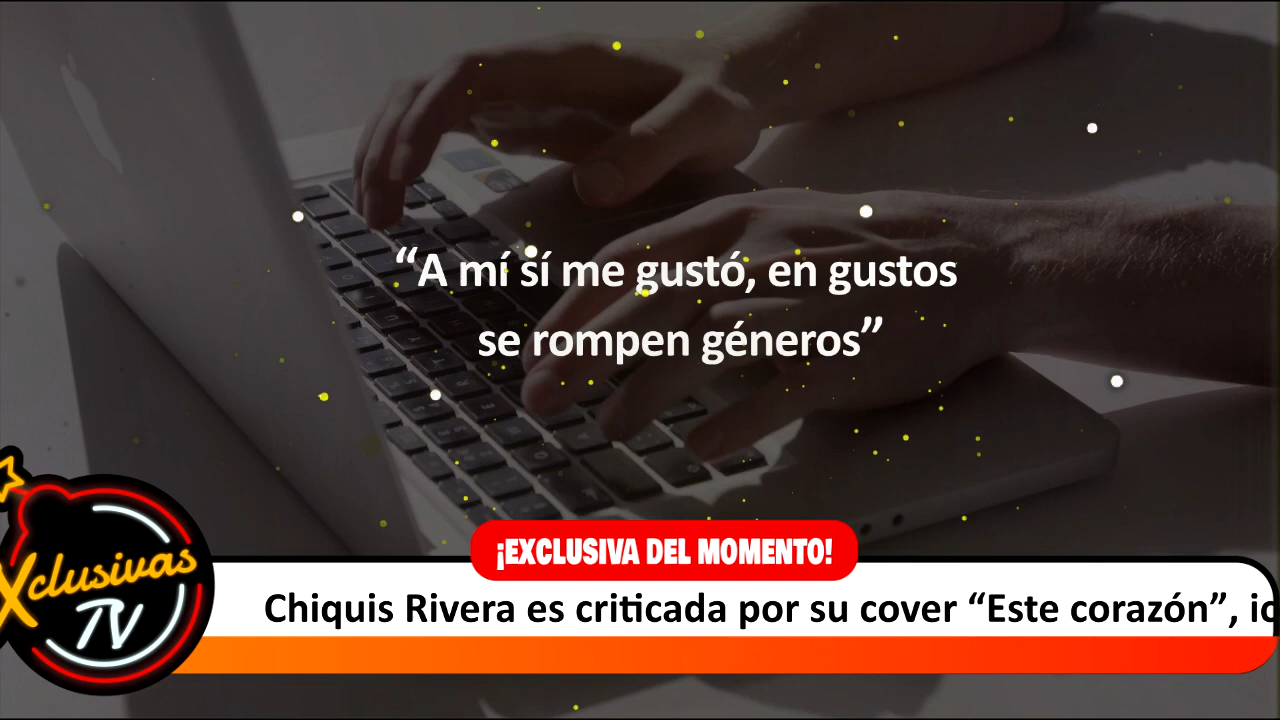 “A mí sí me gustó, en gustos
se rompen géneros”
¡EXCLUSIVA DEL MOMENTO!
Chiquis Rivera es criticada por su cover “Este corazón”,
Xclusivas
TV